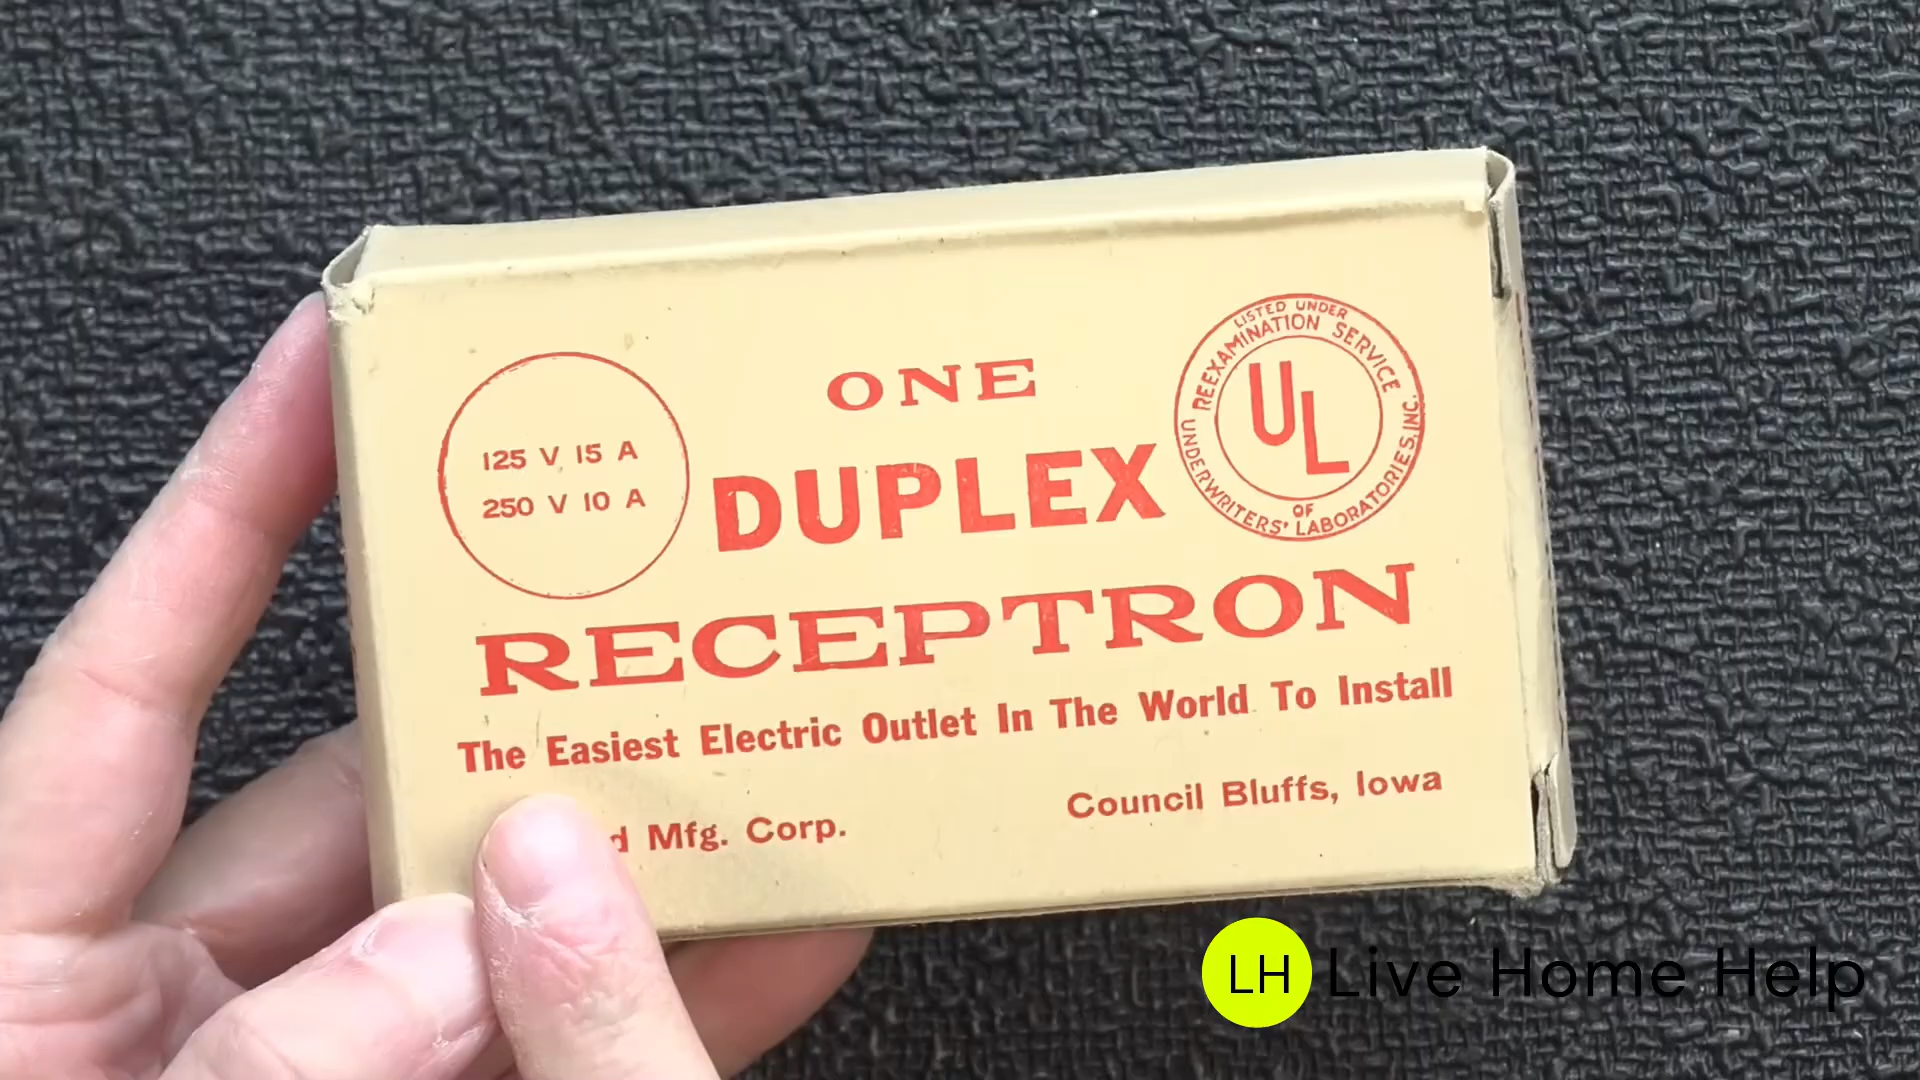 ONE
DUPLEX
RECEPTRON
125 V 15 A
250 V 10 A
LISTED UNDER
REEXAMINATION SERVICE
UL
OF
UNDERWRITERS' LABORATORIES, INC.
The Easiest Electric Outlet In The World To Install
Mfg. Corp.
Council Bluffs, Iowa
LH Live Home Help